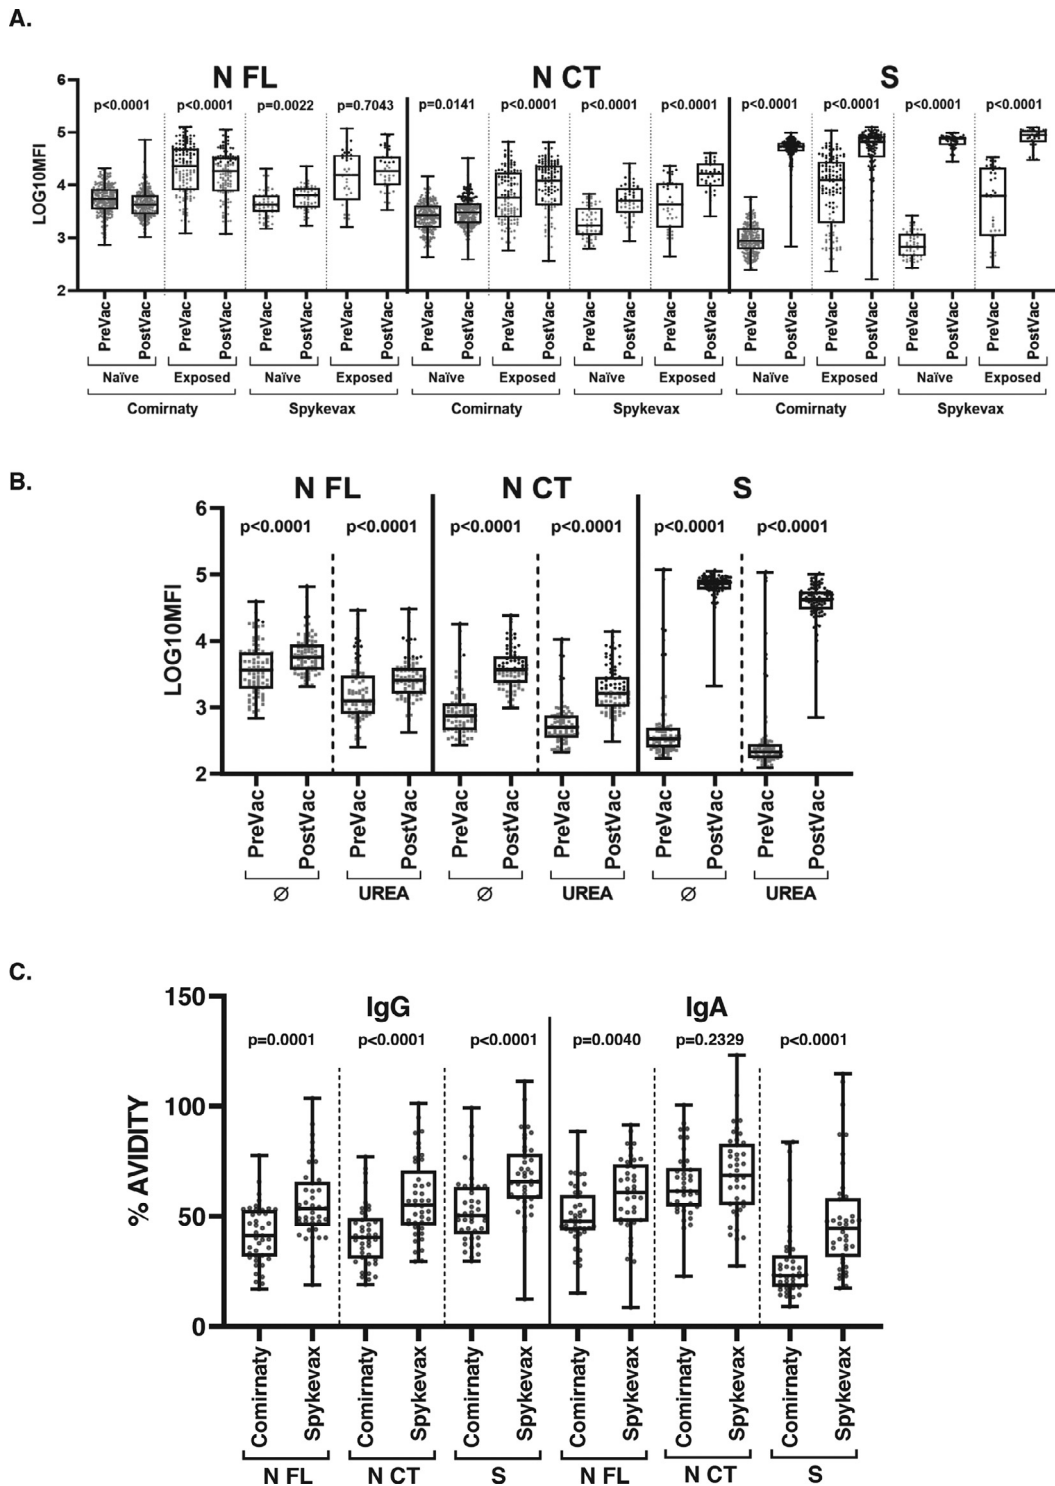 A.
N FL N CT S
p<0.0001 p<0.0001 p=0.0022 p=0.7043 p=0.0141 p<0.0001 p<0.0001 p<0.0001 p<0.0001 p<0.0001 p<0.0001 p<0.0001
6
5
4
3
2
LOG10MFI
PreVac PostVac PreVac PostVac PreVac PostVac PreVac PostVac PreVac PostVac PreVac PostVac PreVac PostVac PreVac PostVac PreVac PostVac PreVac PostVac PreVac PostVac PreVac PostVac
Naïve Exposed Naïve Exposed Naïve Exposed Naïve Exposed Naïve Exposed Naïve Exposed
Comirnaty Spykevax Comirnaty Spykevax Comirnaty Spykevax
B.
N FL N CT S
p<0.0001 p<0.0001 p<0.0001 p<0.0001 p<0.0001 p<0.0001
6
5
4
3
2
LOG10MFI
PreVac PostVac PreVac PostVac PreVac PostVac PreVac PostVac PreVac PostVac PreVac PostVac
∅ UREA ∅ UREA ∅ UREA
C.
IgG IgA
p=0.0001 p<0.0001 p<0.0001 p=0.0040 p=0.2329 p<0.0001
150
100
50
0
% AVIDITY
Comirnaty Spykevax Comirnaty Spykevax Comirnaty Spykevax Comirnaty Spykevax Comirnaty Spykevax Comirnaty Spykevax
N FL N CT S N FL N CT S